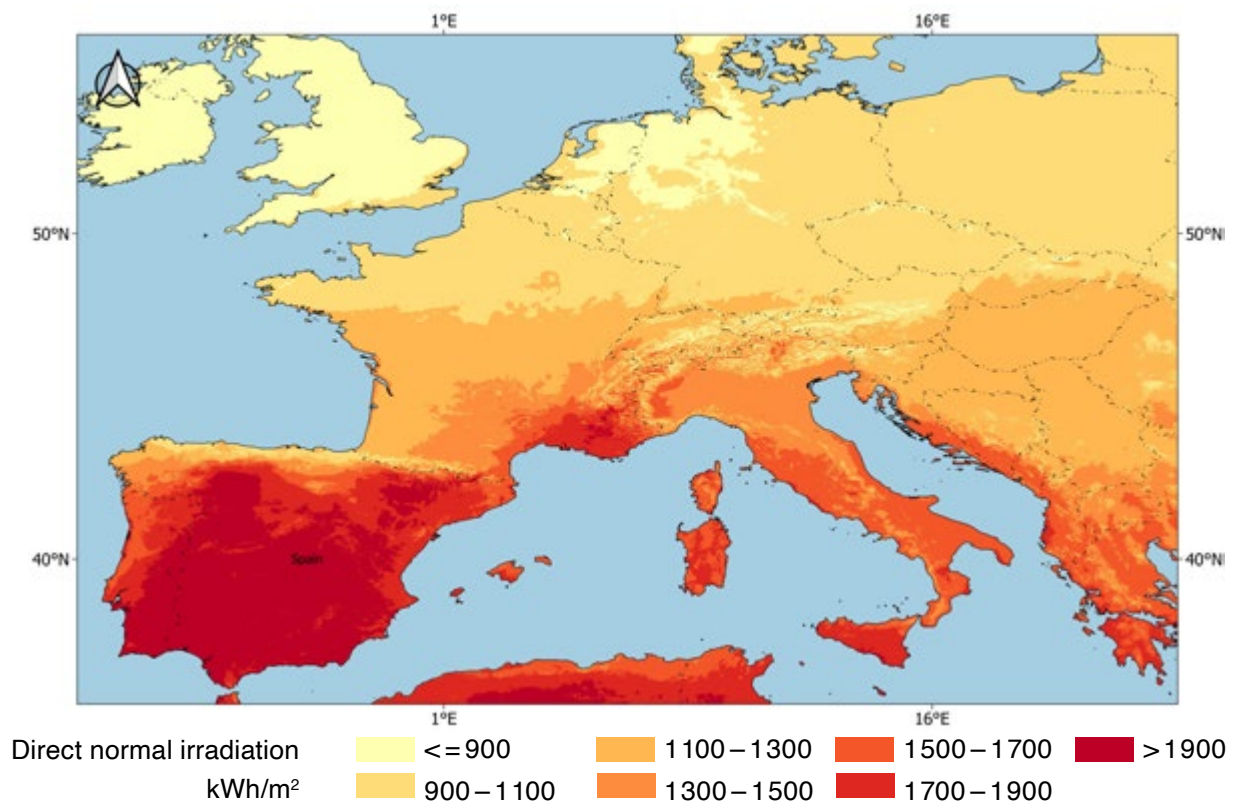 1°E 16°E
50°N 50°N
Spain
40°N 40°N
1°E 16°E
Direct normal irradiation <=900 1100–1300 1500–1700 >1900
kWh/m² 900–1100 1300–1500 1700–1900